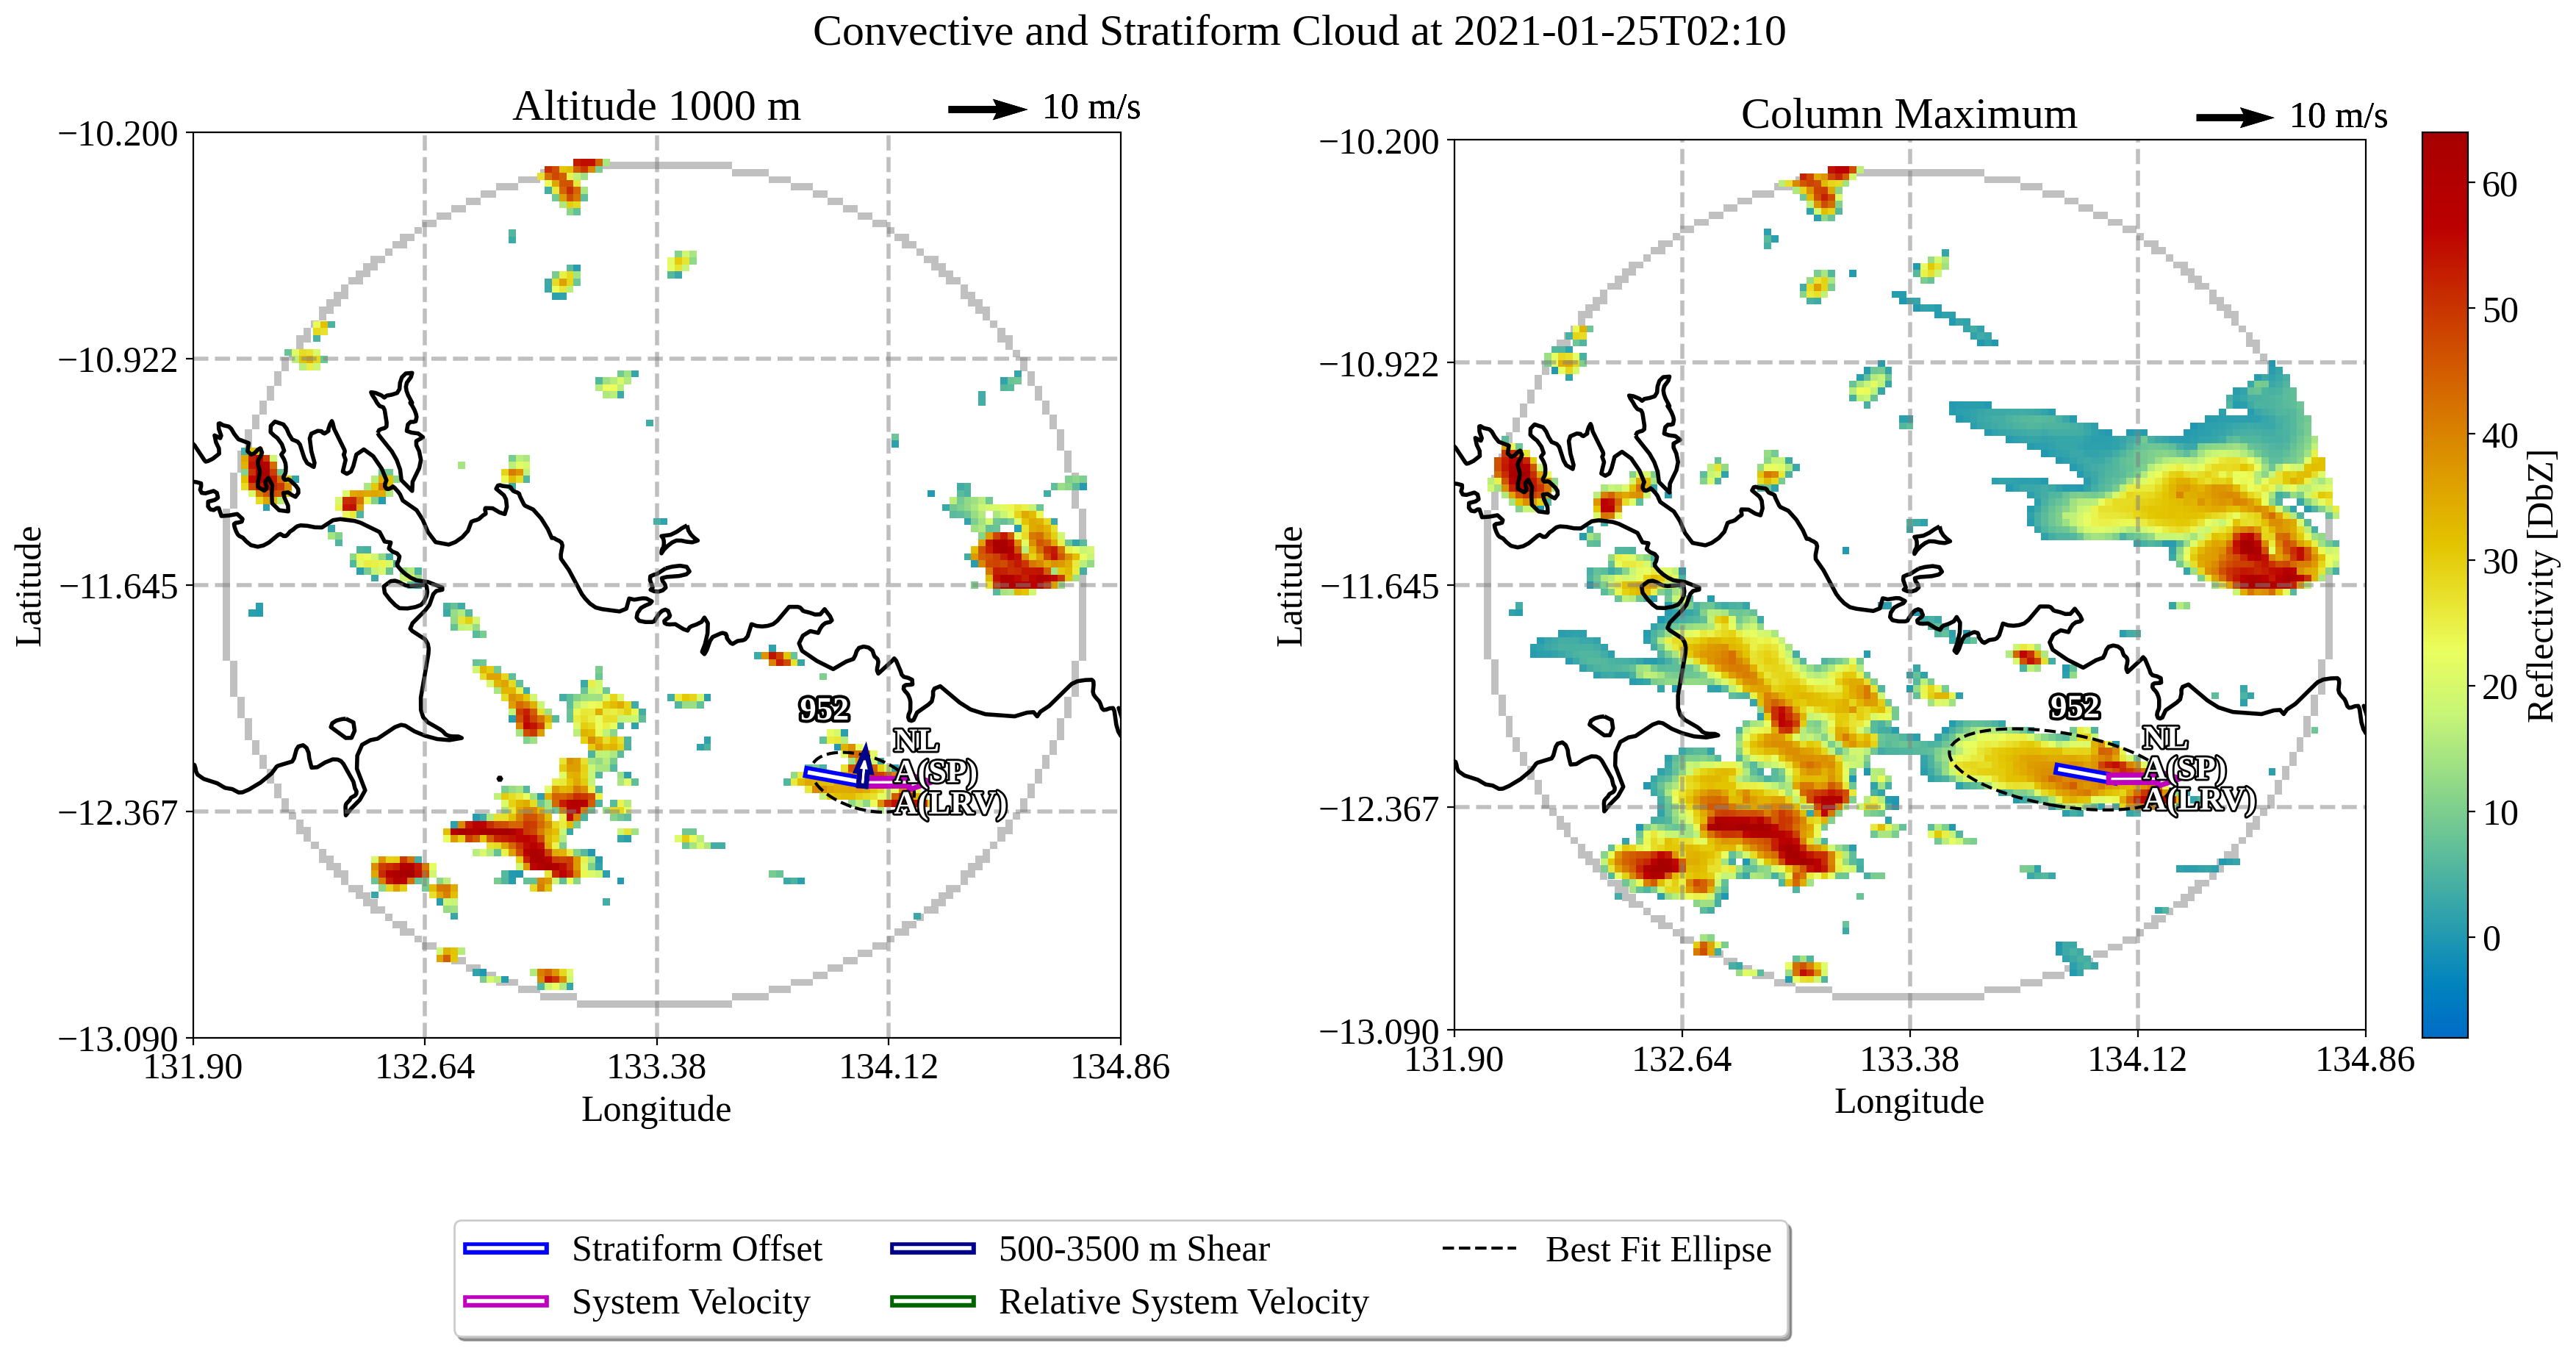 Convective and Stratiform Cloud at 2021-01-25T02:10
Altitude 1000 m
10 m/s
Latitude
−10.200
−10.922
−11.645
−12.367
−13.090
952
NL
A(SP)
A(LRV)
131.90
132.64
133.38
134.12
134.86
Longitude
Column Maximum
10 m/s
Latitude
−10.200
−10.922
−11.645
−12.367
−13.090
952
NL
A(SP)
A(LRV)
131.90
132.64
133.38
134.12
134.86
Longitude
60
50
40
30
20
10
0
Reflectivity [DbZ]
Stratiform Offset
System Velocity
500-3500 m Shear
Relative System Velocity
Best Fit Ellipse